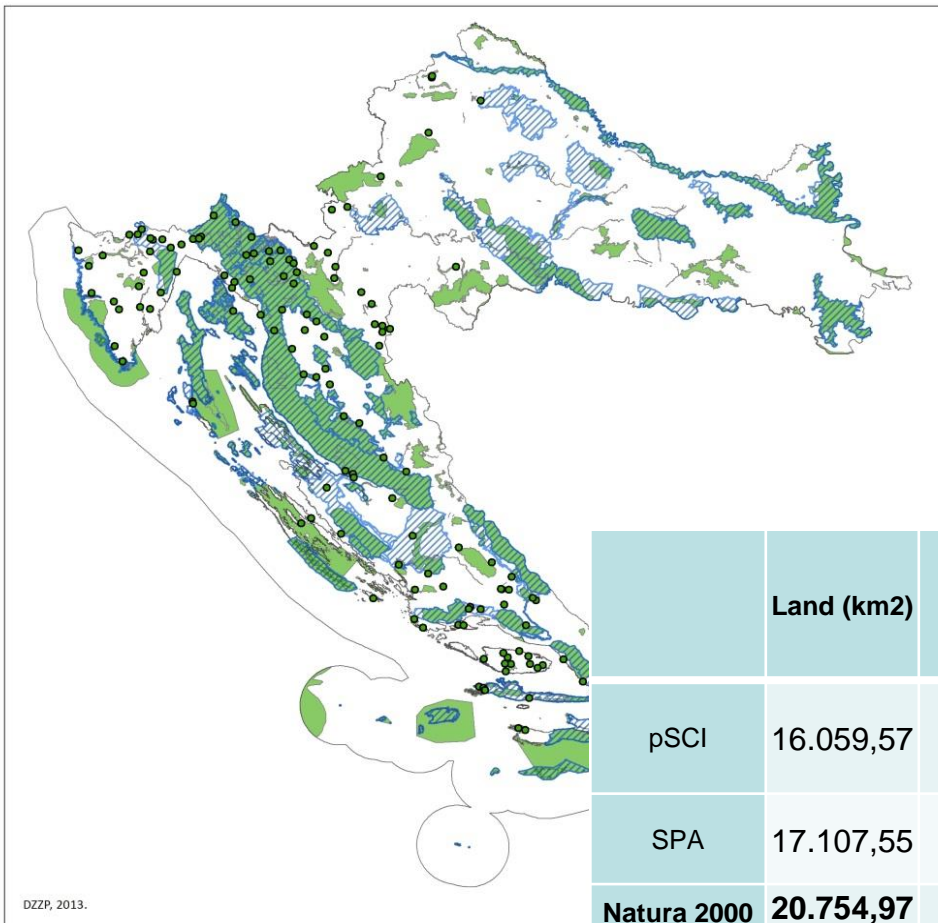 Land (km2)
pSCI 16.059,57
SPA 17.107,55
Natura 2000 20.754,97
DZZP, 2013.